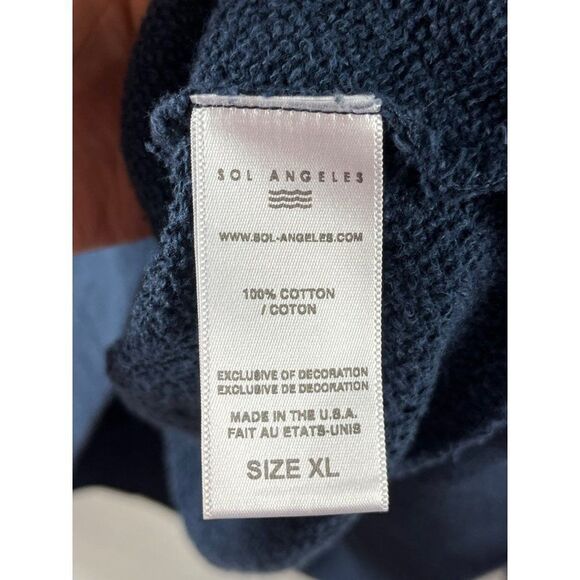 SOL ANGELES
WWW.SOL-ANGELES.COM
100% COTTON
/ COTON
EXCLUSIVE OF DECORATION
EXCLUSIVE DE DECORATION
MADE IN THE U.S.A.
FAIT AU ETATS-UNIS
SIZE XL